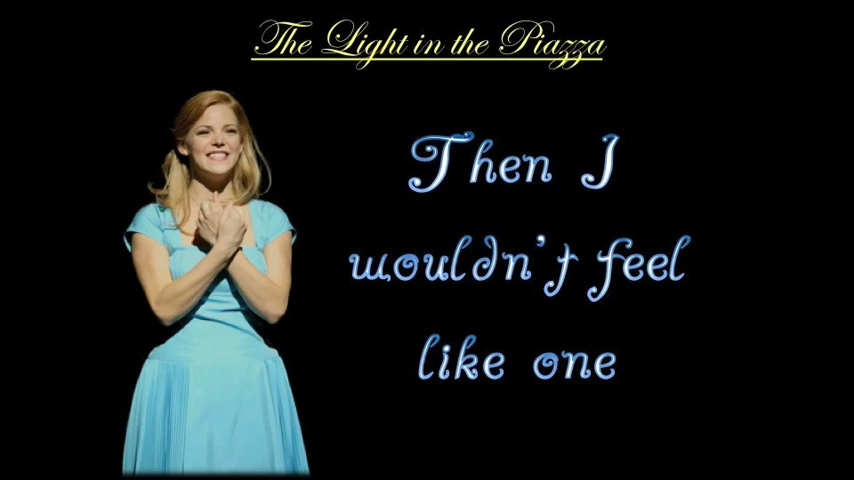 The Light in the Piazza
Then I
wouldn't feel
like one